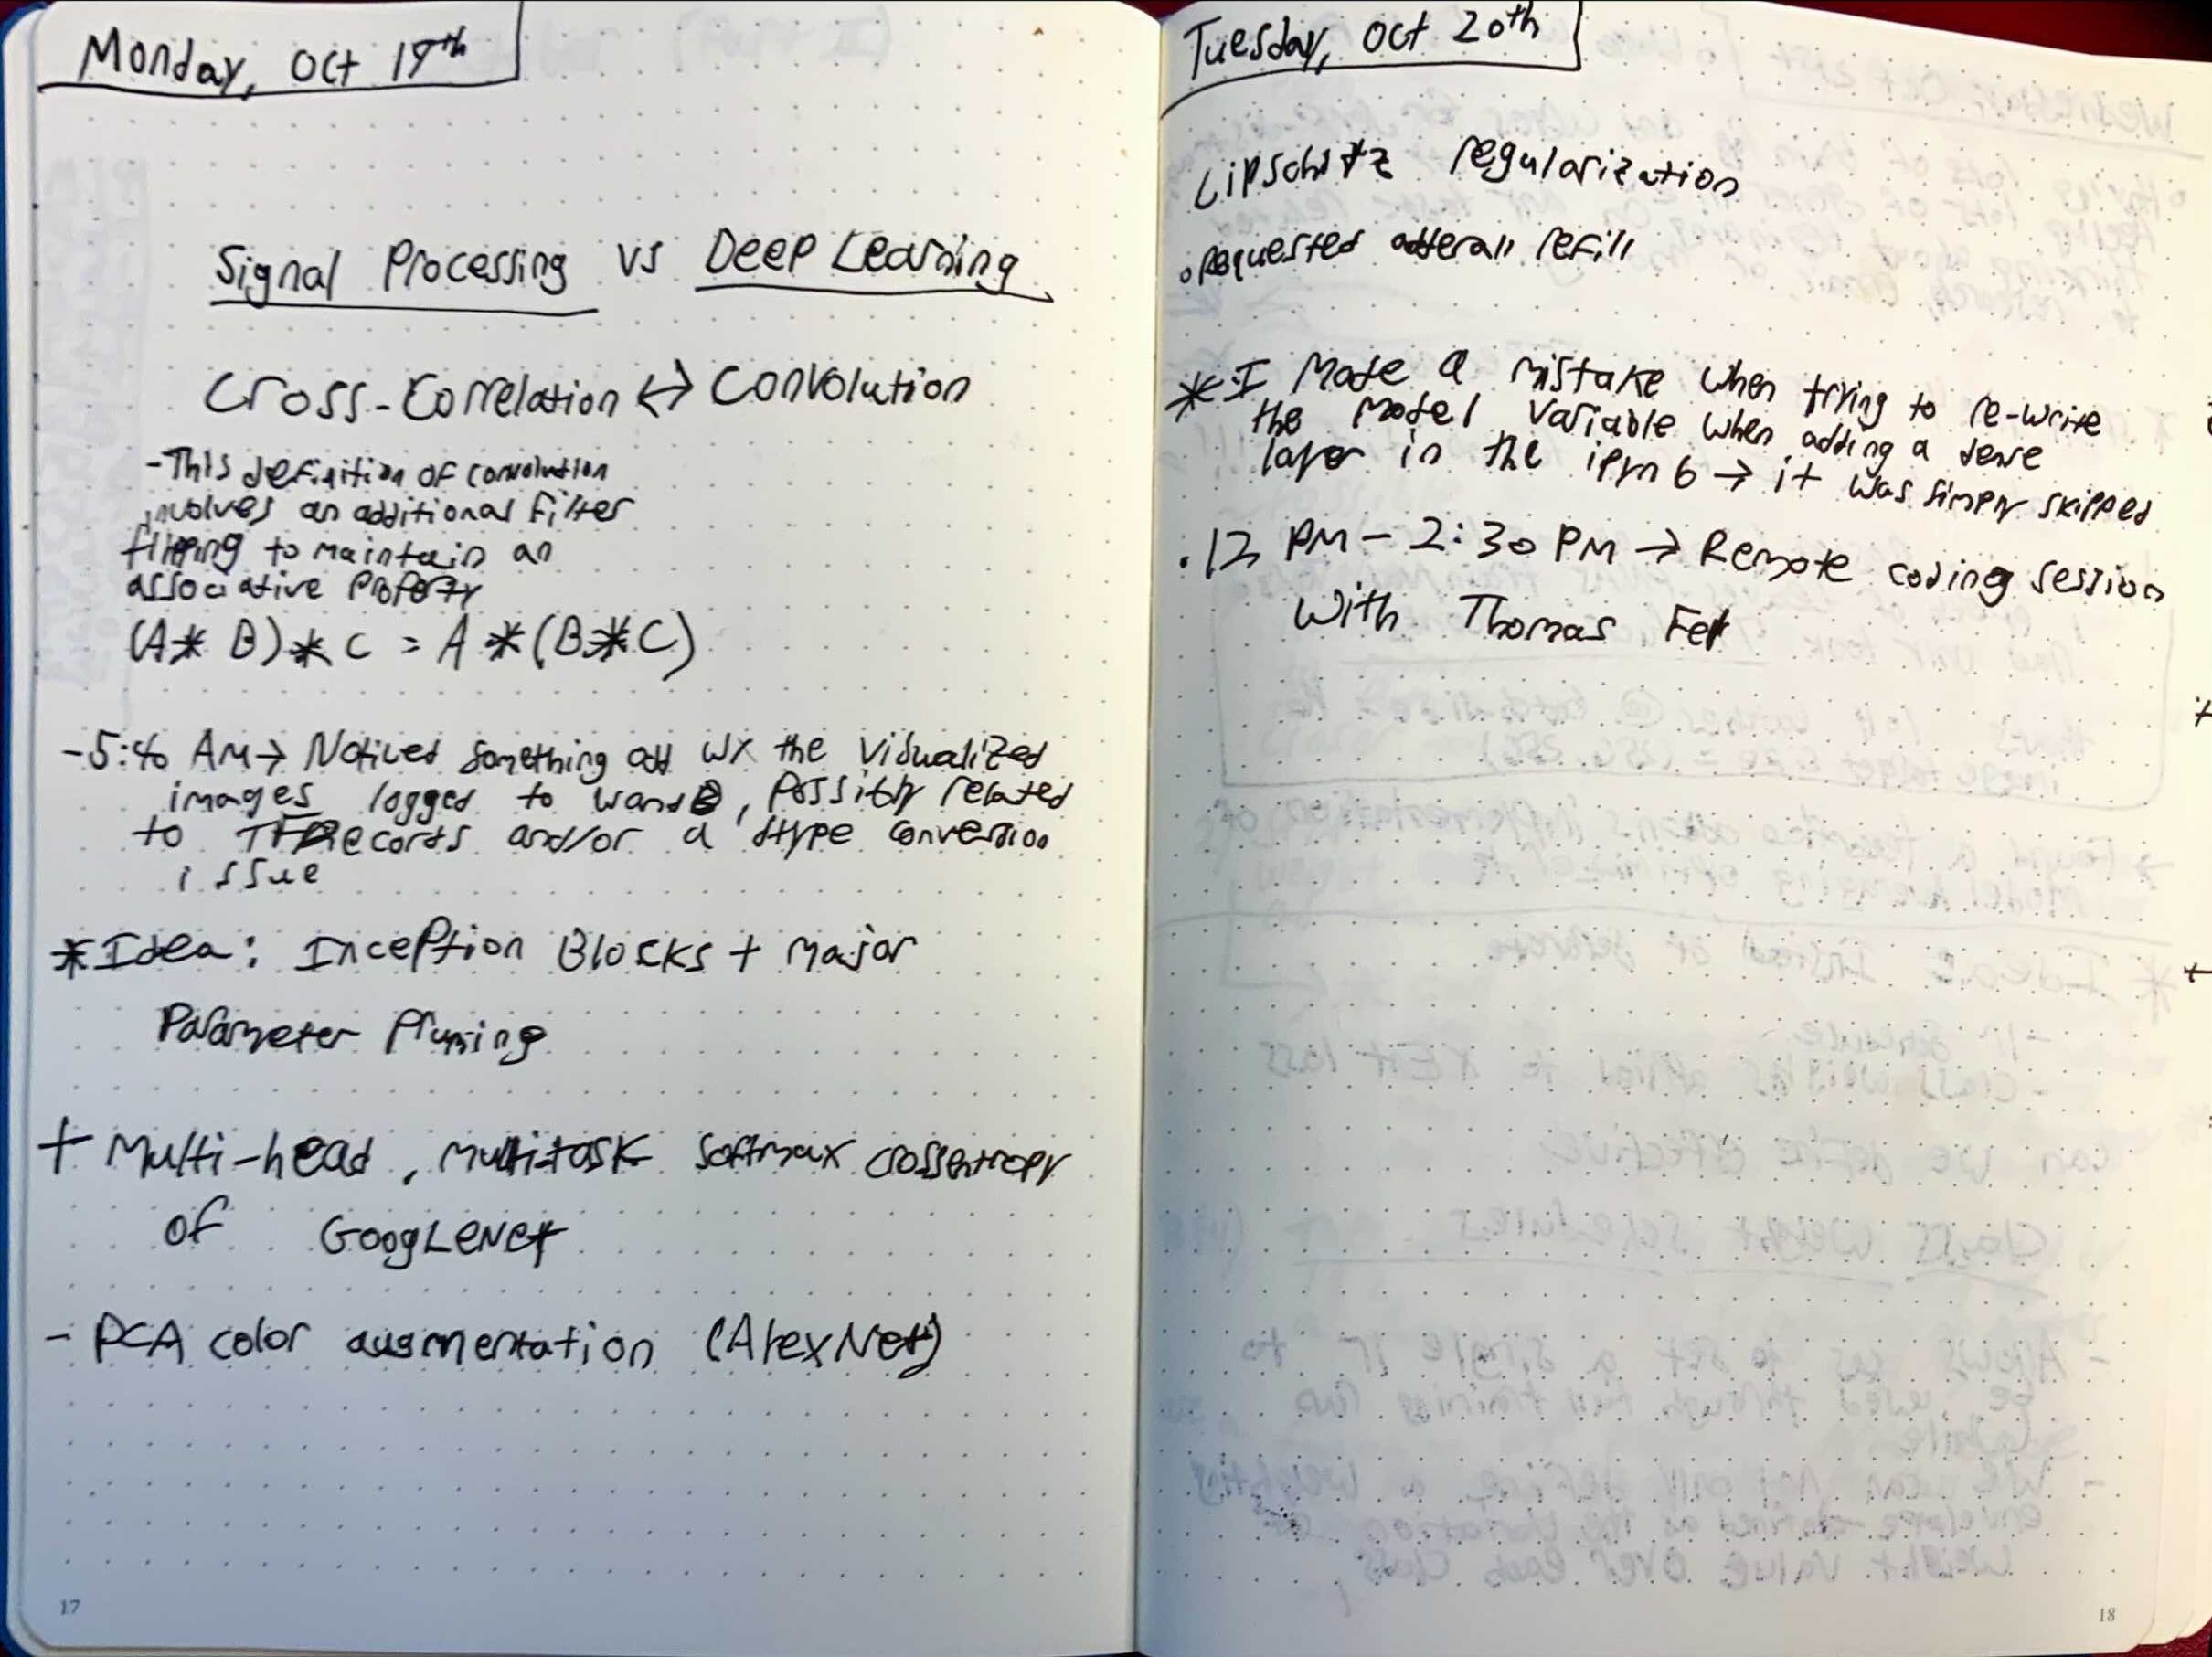 Monday, Oct 19th
Signal Processing vs Deep Learning
Cross-Correlation ↔ Convolution
-This definition of convolution
involves an additional filter
flipping to maintain an
associative property
(A * B) * C = A * (B * C)
-5:40 AM → Noticed something odd w/ the visualized
images logged to WandB, possibly related
to TFRecords and/or a dtype conversion
issue
*Idea: Inception Blocks + major
Parameter Pruning
+ Multi-head, multi-task softmax crossentropy
of GoogLeNet
- PCA color augmentation (AlexNet)
17
Tuesday, Oct 20th
Lipschitz regularization
o requested adderall refill
* I made a mistake when trying to re-write
the model variable when adding a dense
layer in the ipyn b → it was simply skipped
. 12 PM - 2:30 PM → Remote coding session
with Thomas Fel
18